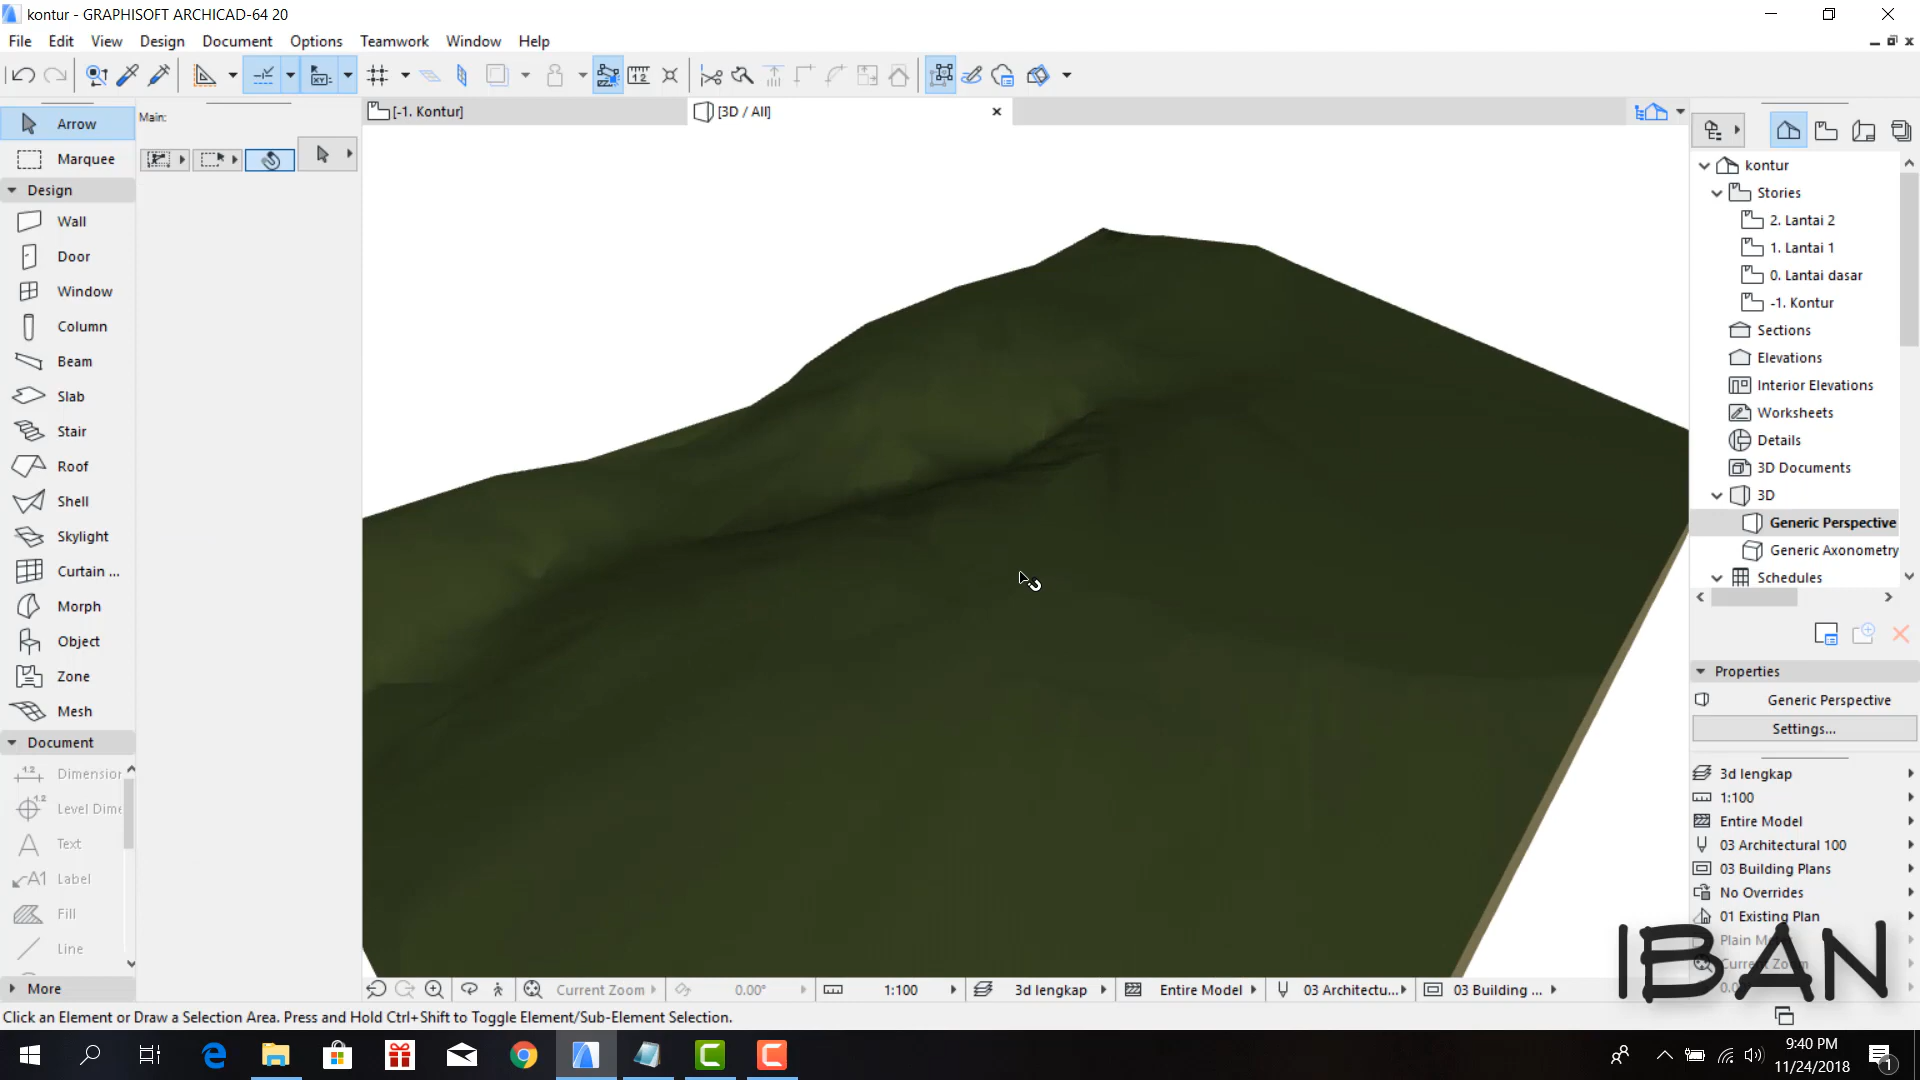 kontur - GRAPHISOFT ARCHICAD-64 20
File Edit View Design Document Options Teamwork Window Help
[-1. Kontur]
[3D / All]
Main:
Arrow
Marquee
Design
Wall
Door
Window
Column
Beam
Slab
Stair
Roof
Shell
Skylight
Curtain ...
Morph
Object
Zone
Mesh
Document
Dimension
Level Dime
Text
Label
Fill
Line
More
kontur
Stories
2. Lantai 2
1. Lantai 1
0. Lantai dasar
-1. Kontur
Sections
Elevations
Interior Elevations
Worksheets
Details
3D Documents
3D
Generic Perspective
Generic Axonometry
Schedules
Properties
Generic Perspective
Settings...
3d lengkap
1:100
Entire Model
03 Architectural 100
03 Building Plans
No Overrides
01 Existing Plan
Plain M
Current Zoom
IBAN
Current Zoom
0.00°
1:100
3d lengkap
Entire Model
03 Architectu...
03 Building ...
Click an Element or Draw a Selection Area. Press and Hold Ctrl+Shift to Toggle Element/Sub-Element Selection.
9:40 PM
11/24/2018
1